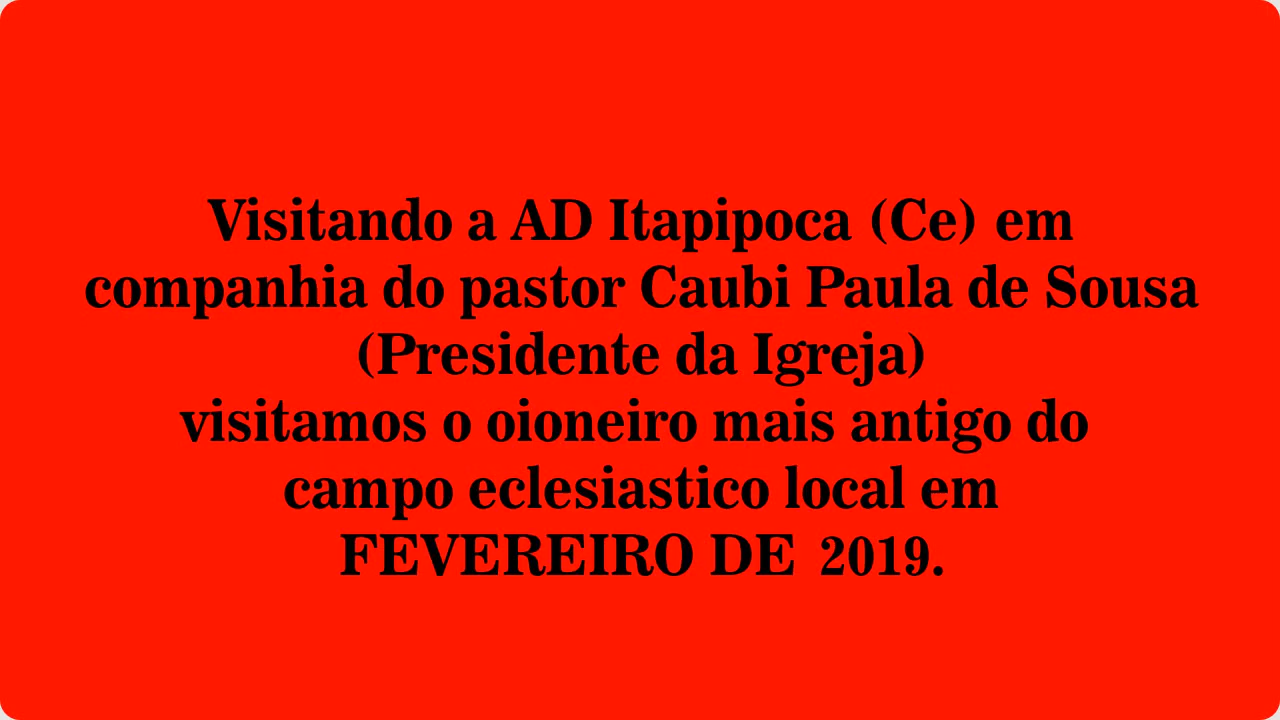 Visitando a AD Itapipoca (Ce) em
companhia do pastor Caubi Paula de Sousa
(Presidente da Igreja)
visitamos o oioneiro mais antigo do
campo eclesiastico local em
FEVEREIRO DE 2019.